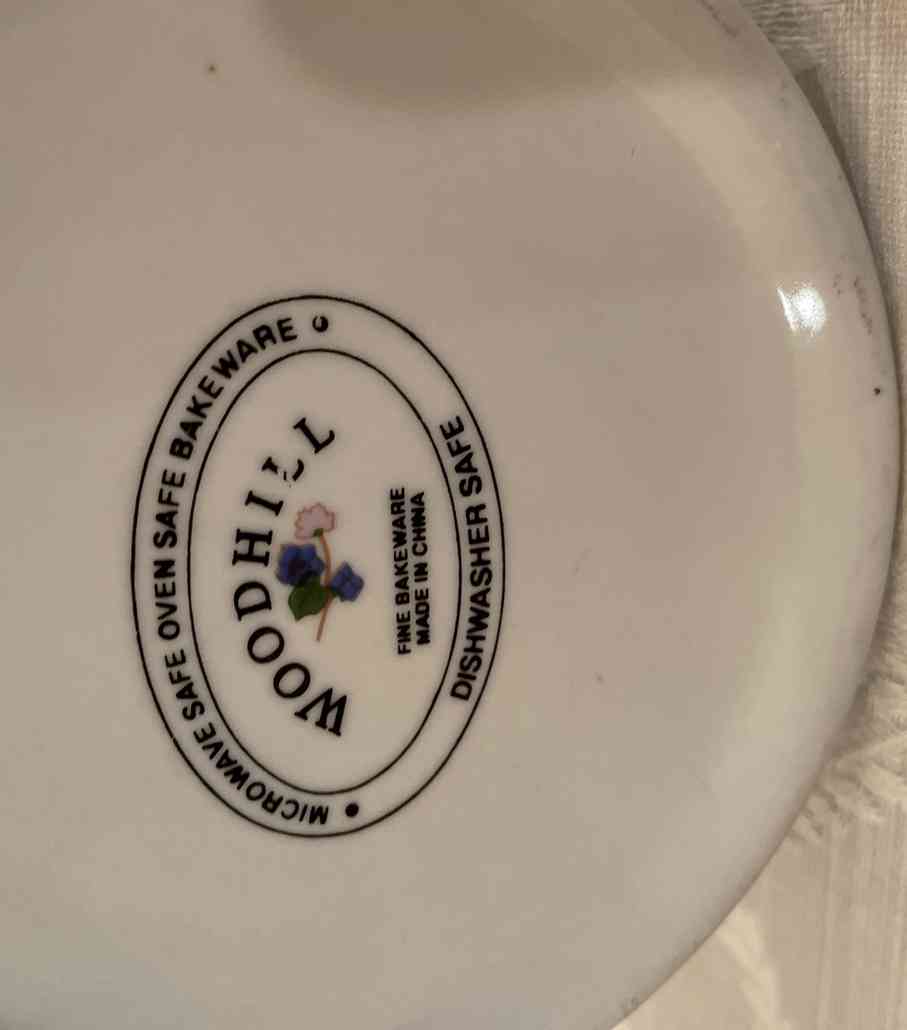 MICROWAVE SAFE OVEN SAFE BAKEWARE
WOODHILL
FINE BAKEWARE
MADE IN CHINA
DISHWASHER SAFE